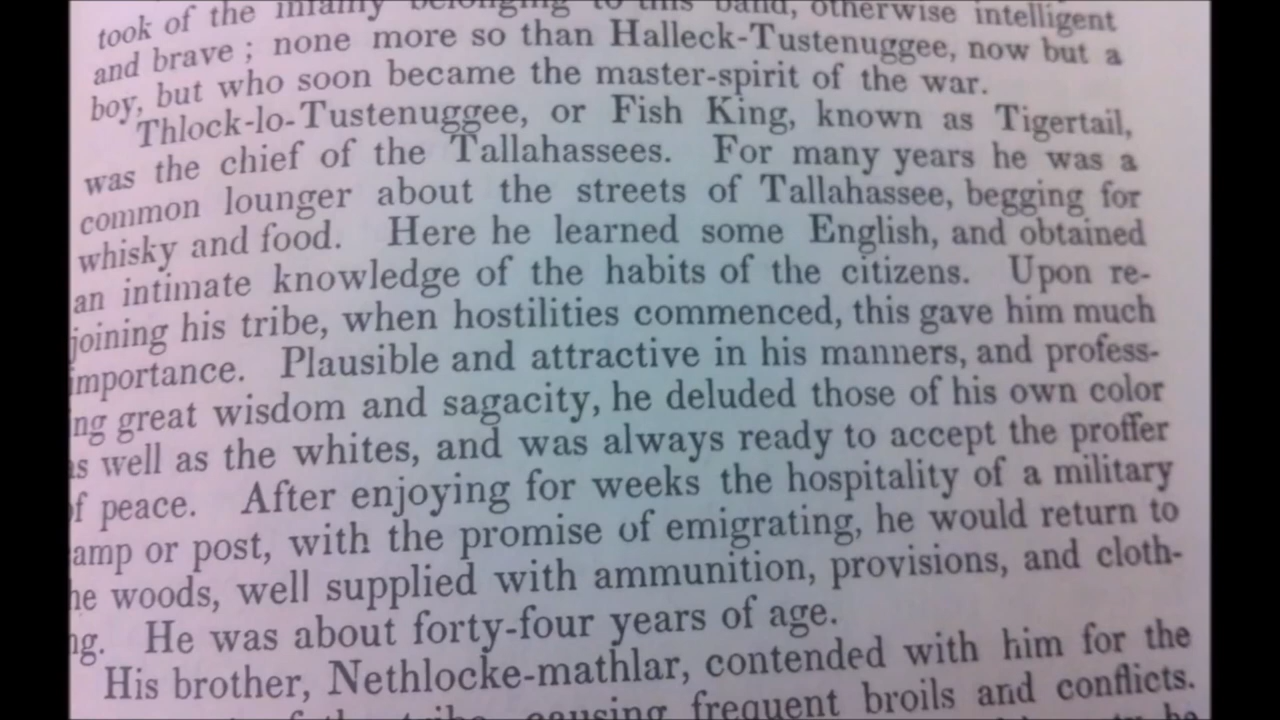 took of the infamy belonging to this band, otherwise intelligent
and brave ; none more so than Halleck-Tustenuggee, now but a
boy, but who soon became the master-spirit of the war.
Thlock-lo-Tustenuggee, or Fish King, known as Tigertail,
was the chief of the Tallahassees. For many years he was a
common lounger about the streets of Tallahassee, begging for
whisky and food. Here he learned some English, and obtained
an intimate knowledge of the habits of the citizens. Upon re-
joining his tribe, when hostilities commenced, this gave him much
importance. Plausible and attractive in his manners, and profess-
ng great wisdom and sagacity, he deluded those of his own color
as well as the whites, and was always ready to accept the proffer
of peace. After enjoying for weeks the hospitality of a military
amp or post, with the promise of emigrating, he would return to
he woods, well supplied with ammunition, provisions, and cloth-
ng. He was about forty-four years of age.
His brother, Nethlocke-mathlar, contended with him for the
of the tribe, causing frequent broils and conflicts.